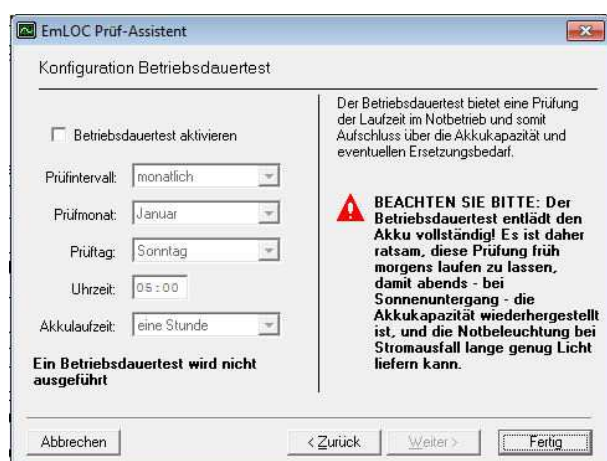 EmLOC Prüf-Assistent
Konfiguration Betriebsdauertest
Betriebsdauertest aktivieren
Prüfintervall: monatlich
Prüfmonat: Januar
Prüftag: Sonntag
Uhrzeit: 05:00
Akkulaufzeit: eine Stunde
Ein Betriebsdauertest wird nicht
ausgeführt
Der Betriebsdauertest bietet eine Prüfung
der Laufzeit im Notbetrieb und somit
Aufschluss über die Akkukapazität und
eventuellen Ersetzungsbedarf.
BEACHTEN SIE BITTE: Der
Betriebsdauertest entlädt den
Akku vollständig! Es ist daher
ratsam, diese Prüfung früh
morgens laufen zu lassen,
damit abends - bei
Sonnenuntergang - die
Akkukapazität wiederhergestellt
ist, und die Notbeleuchtung bei
Stromausfall lange genug Licht
liefern kann.
Abbrechen < Zurück Weiter > Fertig